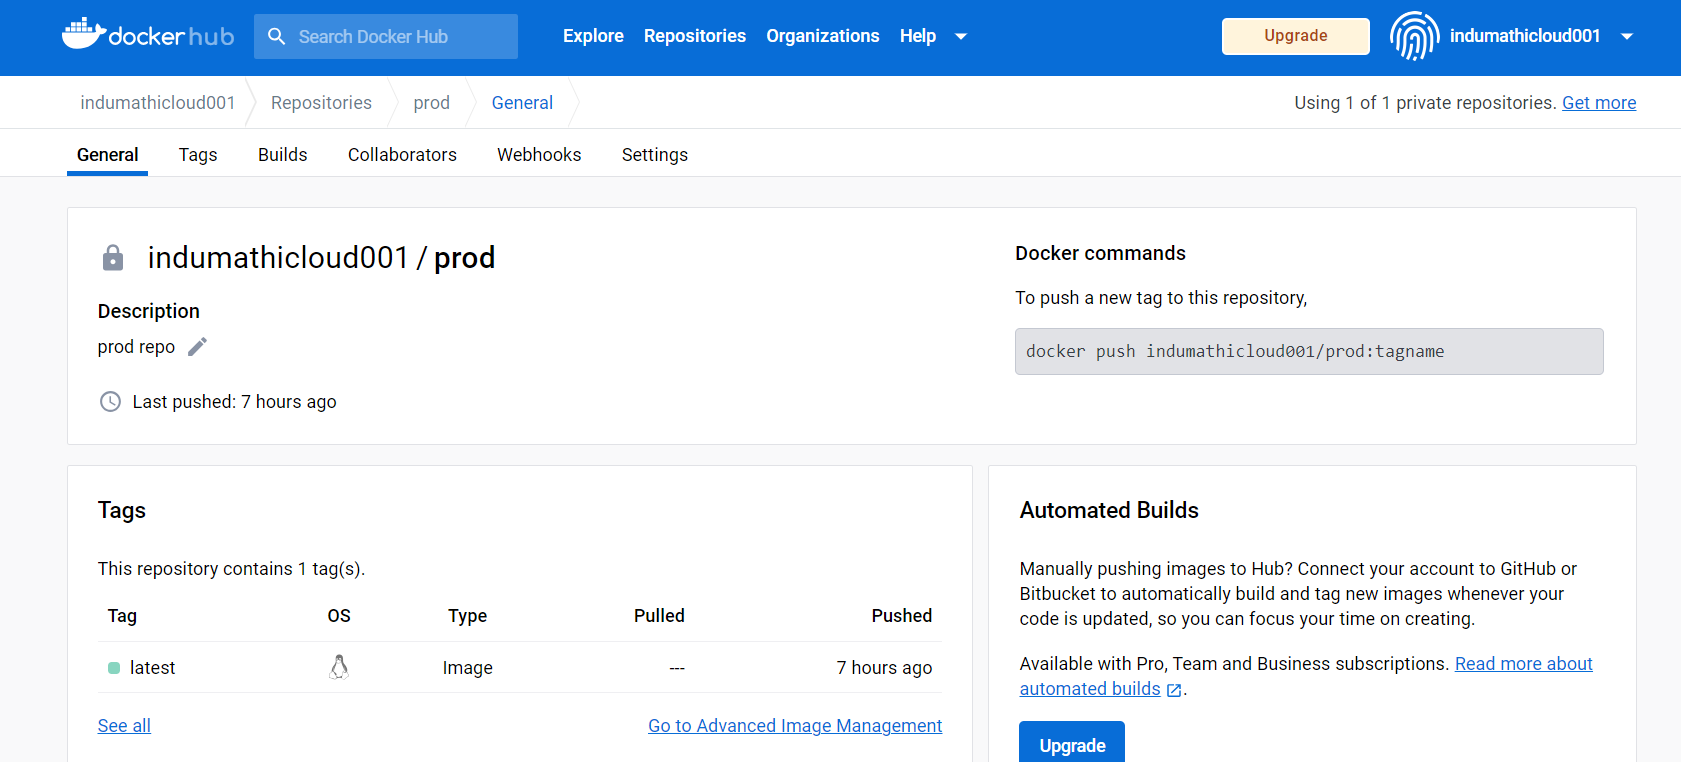 docker hub
Search Docker Hub
Explore Repositories Organizations Help
Upgrade
indumathicloud001
indumathicloud001 Repositories prod General
Using 1 of 1 private repositories. Get more
General Tags Builds Collaborators Webhooks Settings
indumathicloud001 / prod
Description
prod repo
Last pushed: 7 hours ago
Docker commands
To push a new tag to this repository,
docker push indumathicloud001/prod:tagname
Tags
This repository contains 1 tag(s).
Tag OS Type Pulled Pushed
latest Image --- 7 hours ago
See all
Go to Advanced Image Management
Automated Builds
Manually pushing images to Hub? Connect your account to GitHub or
Bitbucket to automatically build and tag new images whenever your
code is updated, so you can focus your time on creating.
Available with Pro, Team and Business subscriptions. Read more about
automated builds.
Upgrade